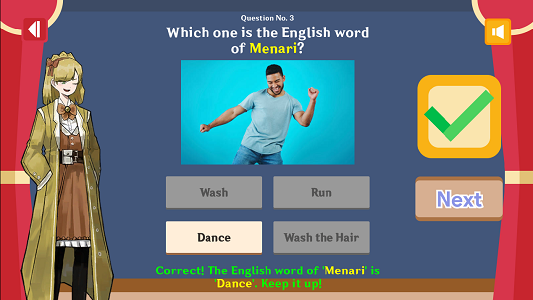 Question No. 3
Which one is the English word
of Menari?
Wash
Run
Dance
Wash the Hair
Next
Correct! The English word of 'Menari' is
'Dance'. Keep it up!